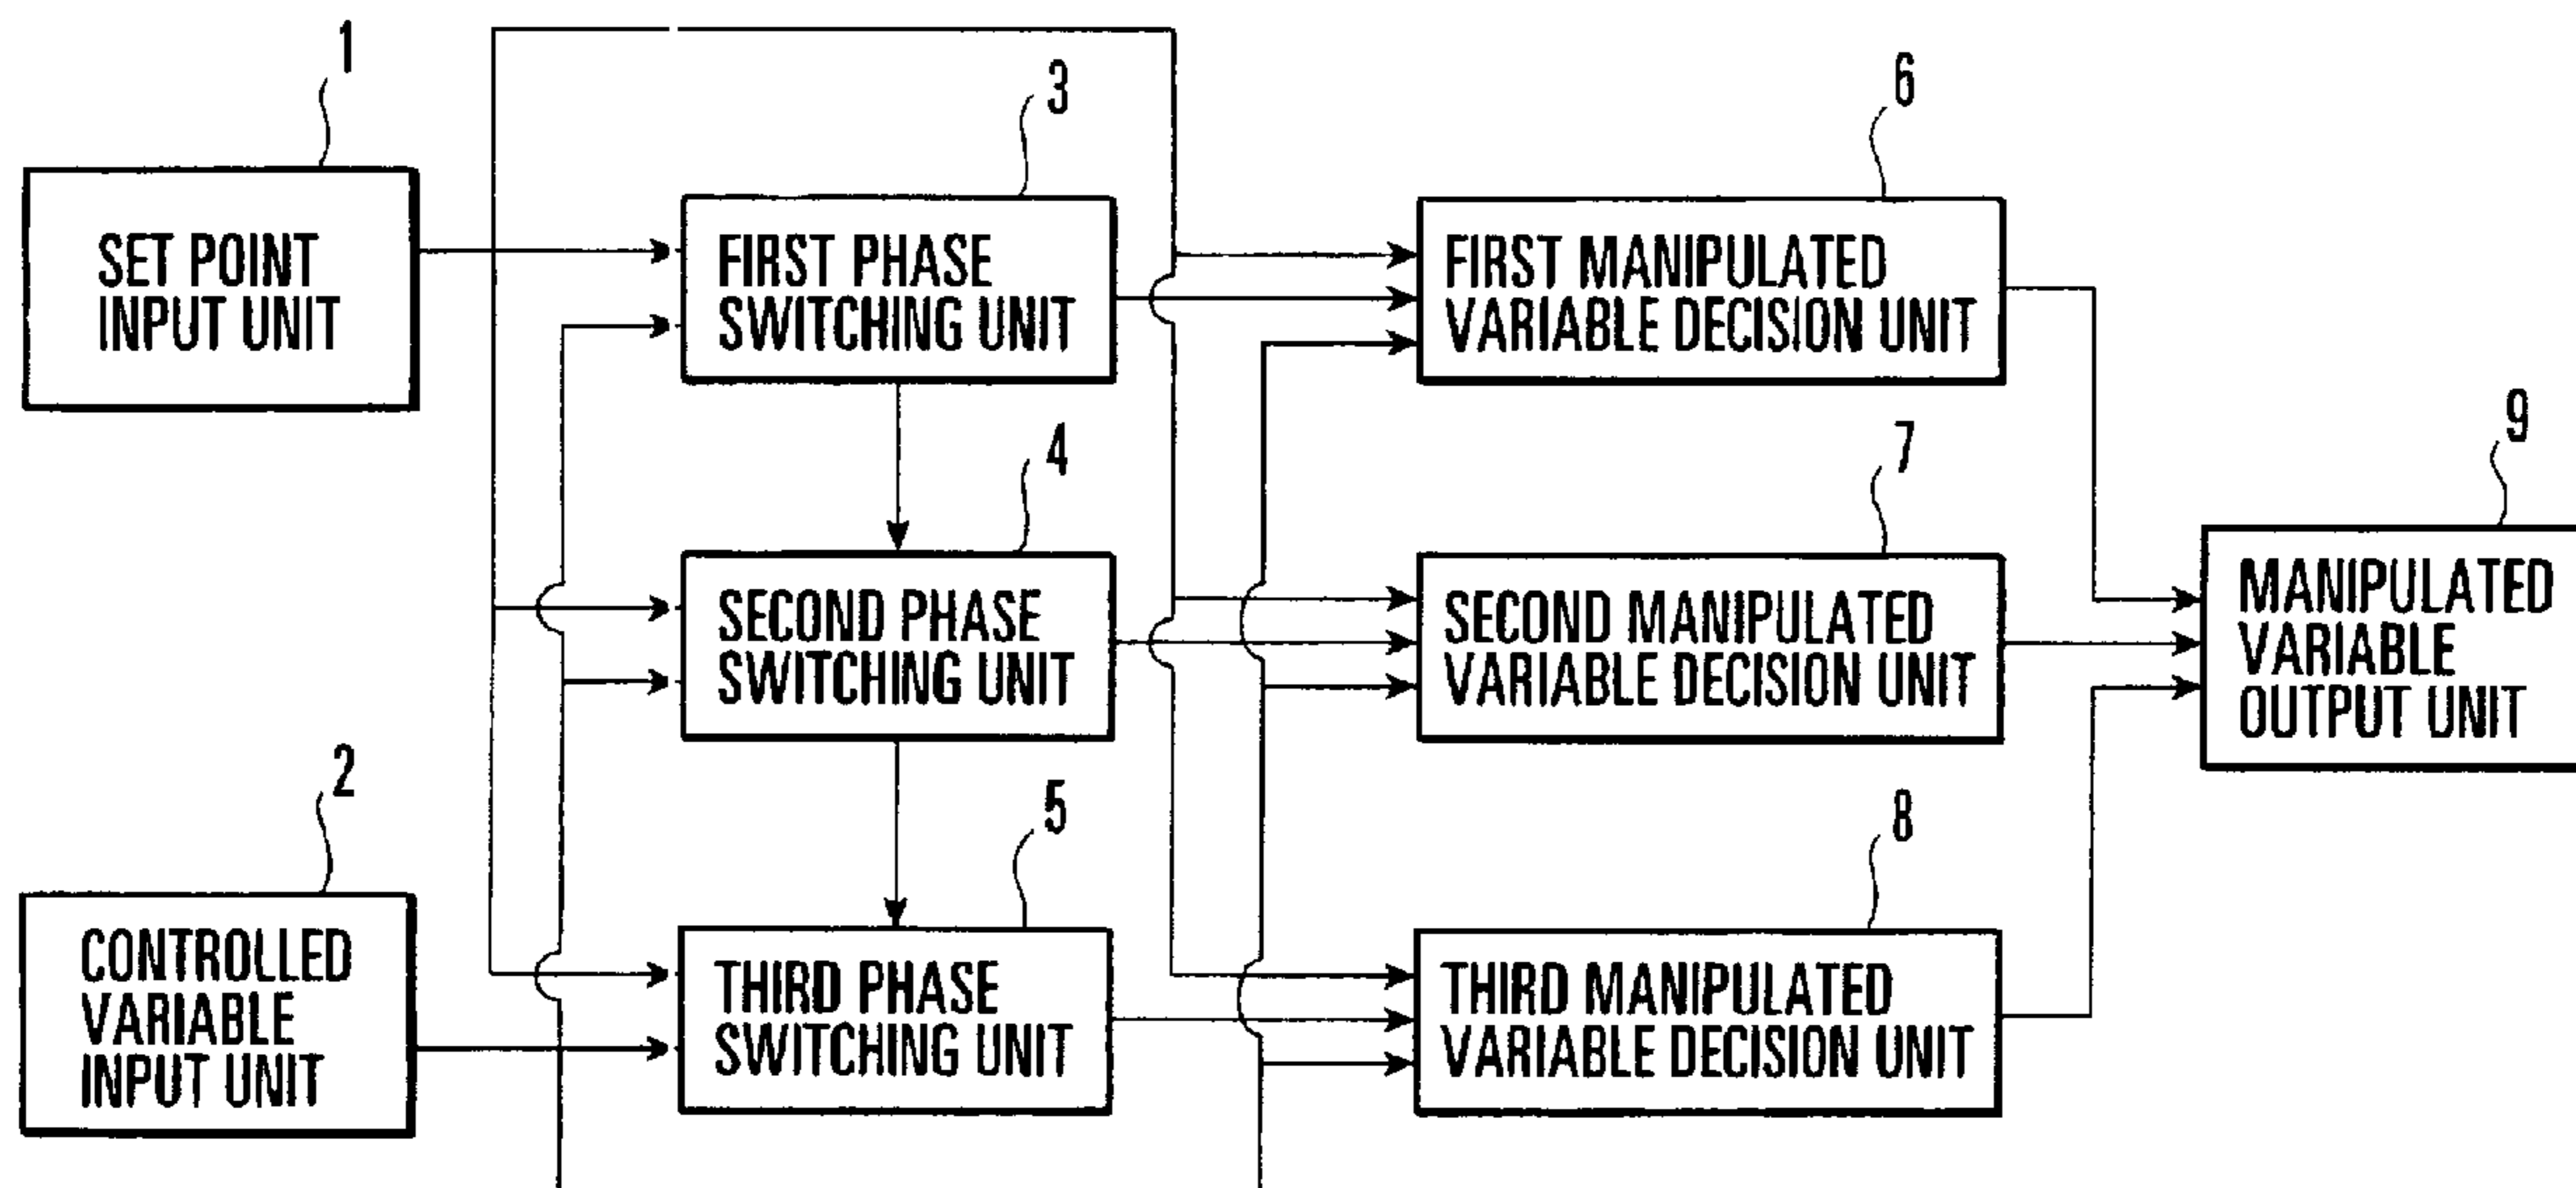 1
SET POINT
INPUT UNIT
2
CONTROLLED
VARIABLE
INPUT UNIT
3
FIRST PHASE
SWITCHING UNIT
4
SECOND PHASE
SWITCHING UNIT
5
THIRD PHASE
SWITCHING UNIT
6
FIRST MANIPULATED
VARIABLE DECISION UNIT
7
SECOND MANIPULATED
VARIABLE DECISION UNIT
8
THIRD MANIPULATED
VARIABLE DECISION UNIT
9
MANIPULATED
VARIABLE
OUTPUT UNIT